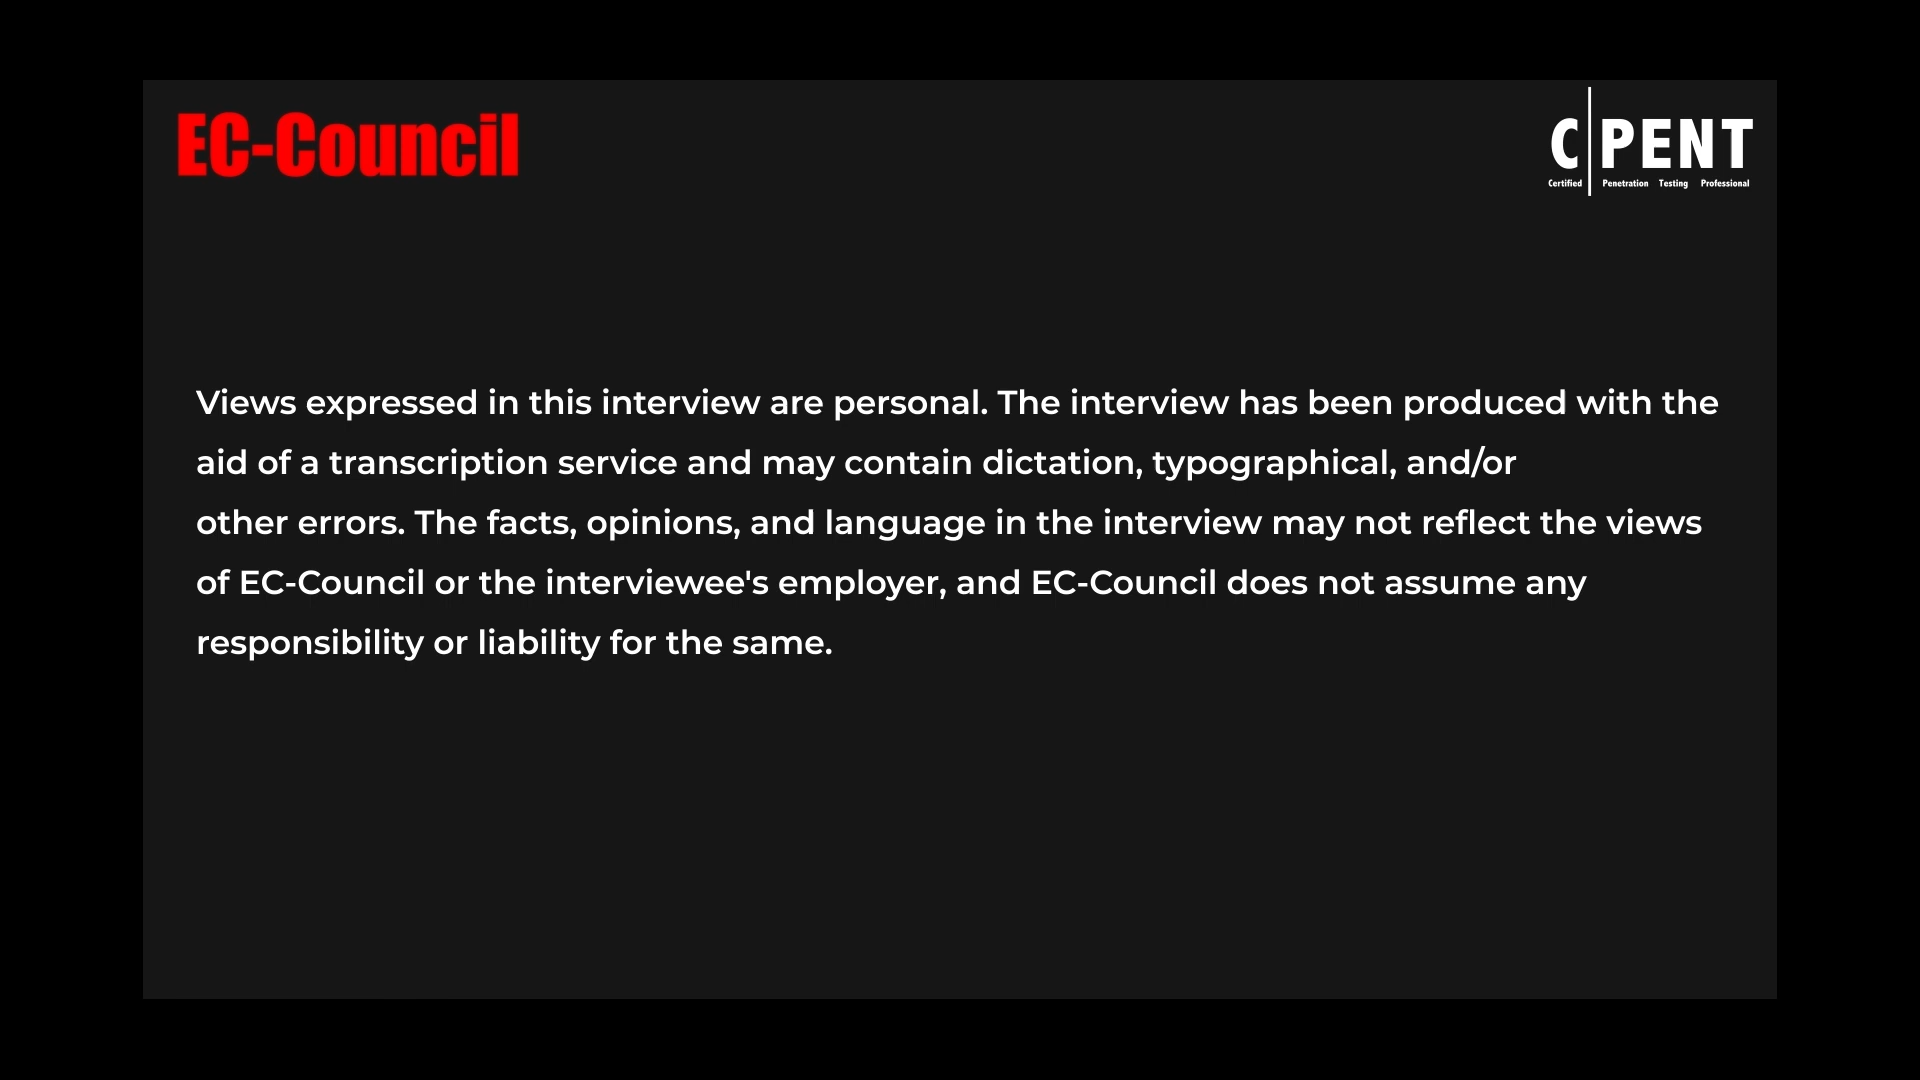 EC-Council
C PENT
Certified Penetration Testing Professional
Views expressed in this interview are personal. The interview has been produced with the
aid of a transcription service and may contain dictation, typographical, and/or
other errors. The facts, opinions, and language in the interview may not reflect the views
of EC-Council or the interviewee's employer, and EC-Council does not assume any
responsibility or liability for the same.